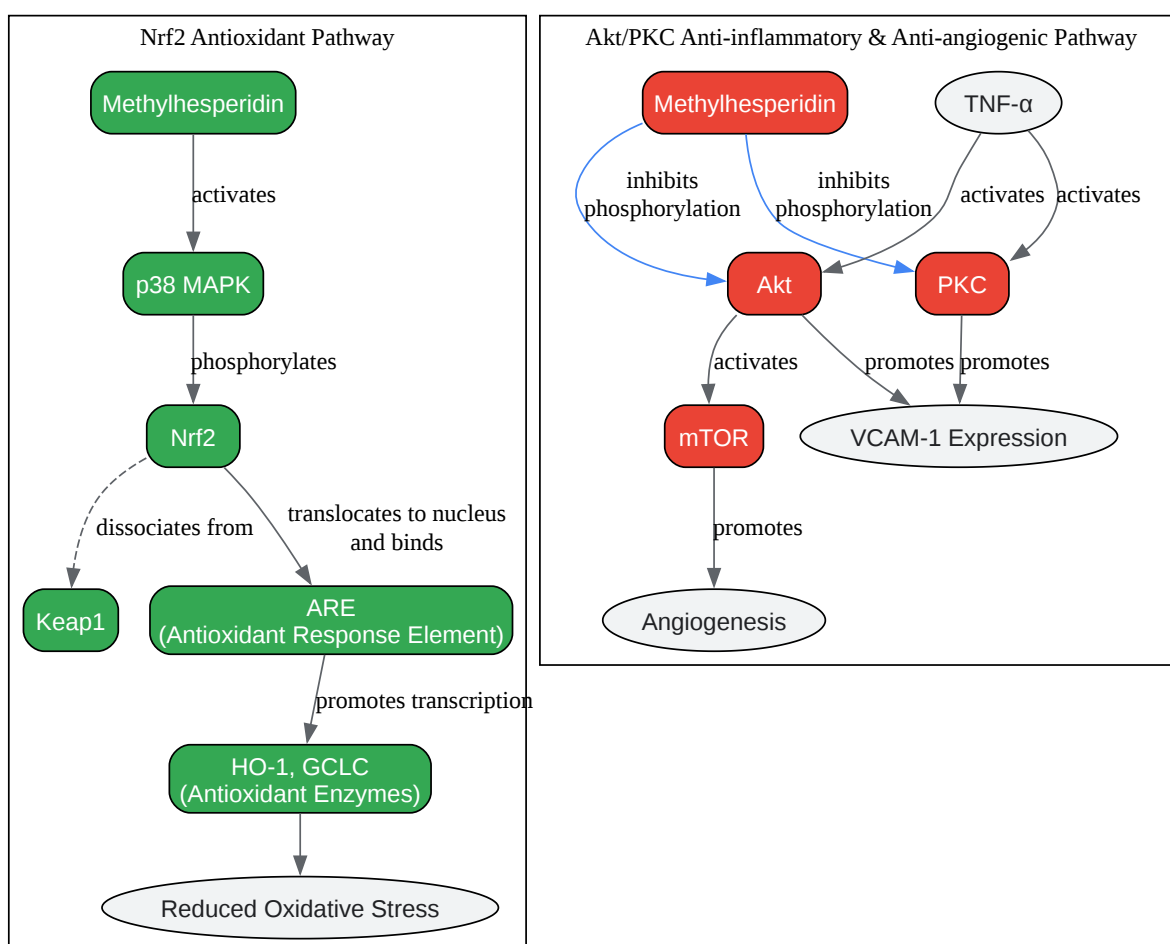 Nrf2 Antioxidant Pathway
Methylhesperidin
activates
p38 MAPK
phosphorylates
Nrf2
dissociates from
translocates to nucleus
and binds
Keap1
ARE
(Antioxidant Response Element)
promotes transcription
HO-1, GCLC
(Antioxidant Enzymes)
Reduced Oxidative Stress
Akt/PKC Anti-inflammatory & Anti-angiogenic Pathway
Methylhesperidin
TNF-α
inhibits
phosphorylation
inhibits
phosphorylation
activates
activates
Akt
PKC
activates
promotes
promotes
mTOR
VCAM-1 Expression
promotes
Angiogenesis